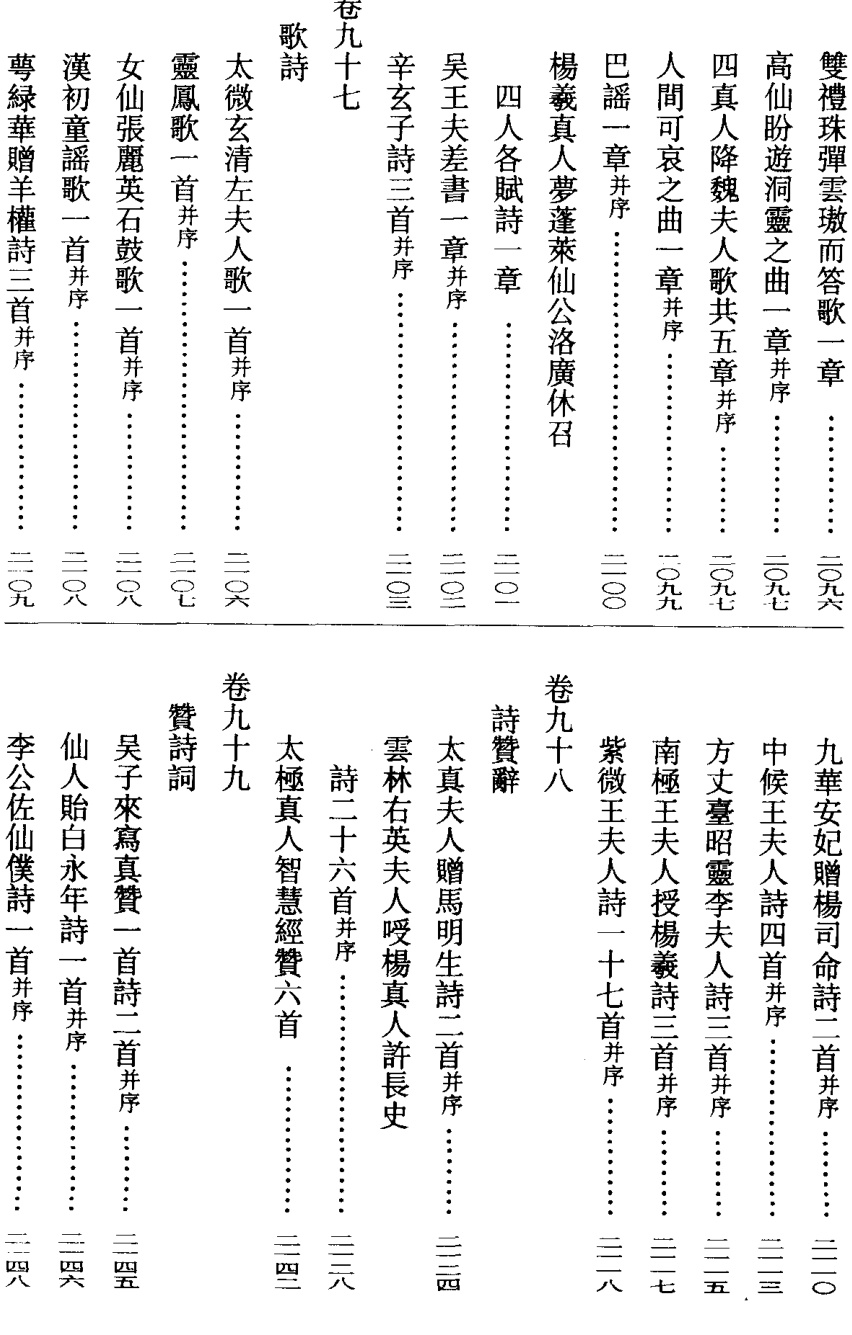 雙禮珠彈雲璈而答歌一章 …………… 二〇九六
高仙盼遊洞靈之曲一章并序 …………… 二〇九七
四真人降魏夫人歌共五章并序 ………… 二〇九七
人間可哀之曲一章并序 …………… 二〇九九
巴謠一章并序 …………… 二一〇〇
楊羲真人夢蓬萊仙公洛廣休召
四人各賦詩一章 …………… 二一〇一
吴王夫差書一章并序 …………… 二一〇二
辛玄子詩三首并序 …………… 二一〇三
卷九十七
歌詩
太微玄清左夫人歌一首并序 …………… 二一〇六
靈鳳歌一首并序 …………… 二一〇七
女仙張麗英石鼓歌一首并序 …………… 二一〇八
漢初童謡歌一首并序 …………… 二一〇八
萼緑華贈羊權詩三首并序 …………… 二一〇九
九華安妃贈楊司命詩二首并序 ………… 二一一〇
中候王夫人詩四首并序 …………… 二一一三
方丈臺昭靈李夫人詩三首并序 ………… 二一一五
南極王夫人授楊羲詩三首并序 ………… 二一一七
紫微王夫人詩一十七首并序 …………… 二一一八
卷九十八
詩贊辭
太真夫人贈馬明生詩二首并序 ………… 二一二四
雲林右英夫人㖟楊真人許長史
詩二十六首并序 …………… 二一二八
太極真人智慧經贊六首 …………… 二一四二
卷九十九
贊詩詞
吴子來寫真贊一首詩二首并序 ………… 二一四五
仙人貽白永年詩一首并序 …………… 二一四六
李公佐仙僕詩一首并序 …………… 二一四八